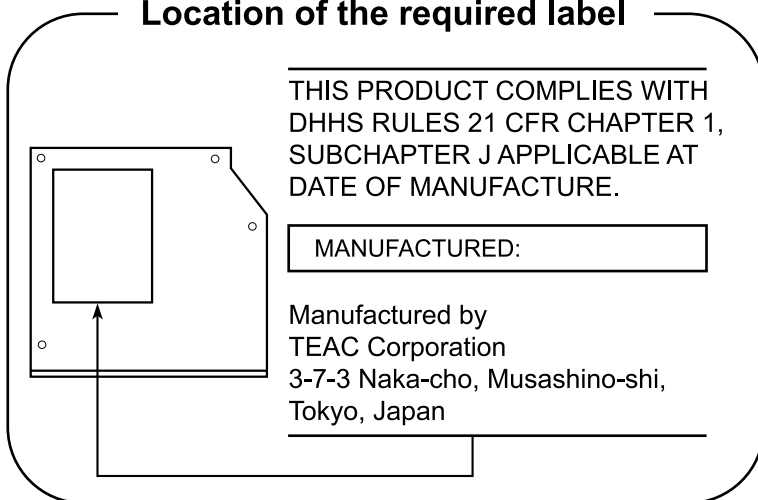 Location of the required label
THIS PRODUCT COMPLIES WITH
DHHS RULES 21 CFR CHAPTER 1,
SUBCHAPTER J APPLICABLE AT
DATE OF MANUFACTURE.
MANUFACTURED:
Manufactured by
TEAC Corporation
3-7-3 Naka-cho, Musashino-shi,
Tokyo, Japan